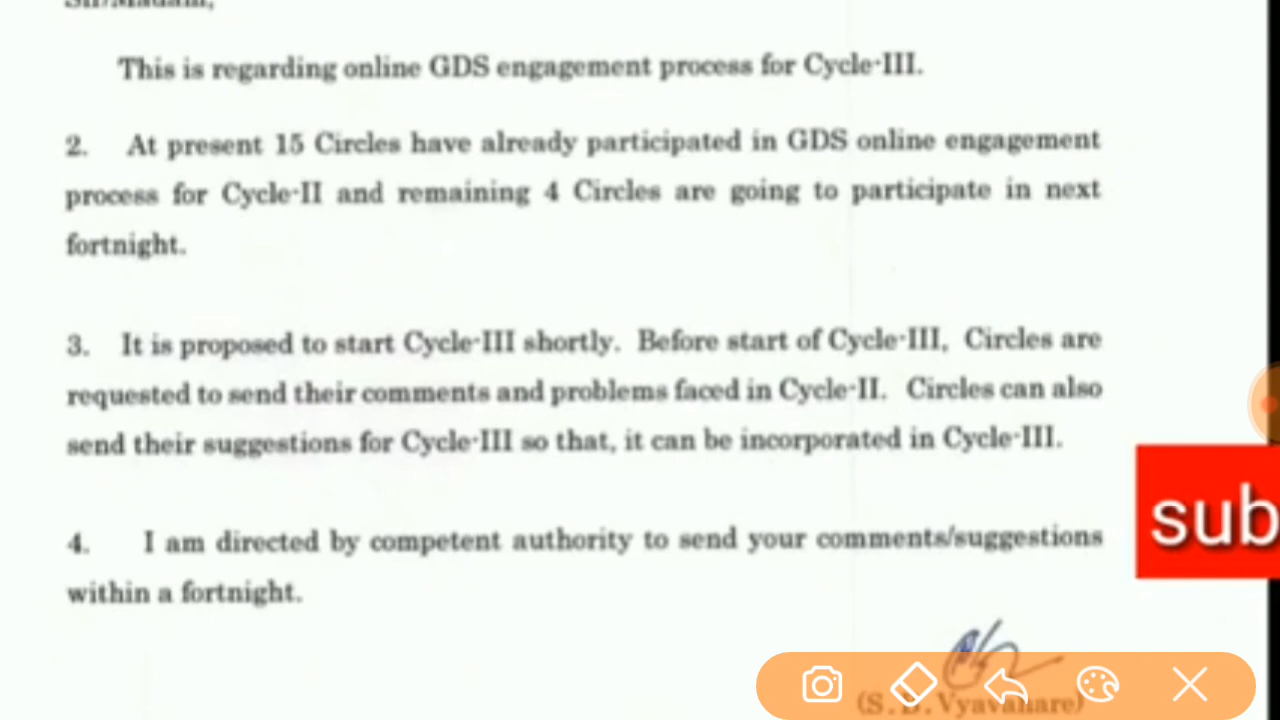 This is regarding online GDS engagement process for Cycle-III.
2. At present 15 Circles have already participated in GDS online engagement
process for Cycle-II and remaining 4 Circles are going to participate in next
fortnight.
3. It is proposed to start Cycle-III shortly. Before start of Cycle-III, Circles are
requested to send their comments and problems faced in Cycle-II. Circles can also
send their suggestions for Cycle-III so that, it can be incorporated in Cycle-III.
sub
4. I am directed by competent authority to send your comments/suggestions
within a fortnight.
Vyavahare)